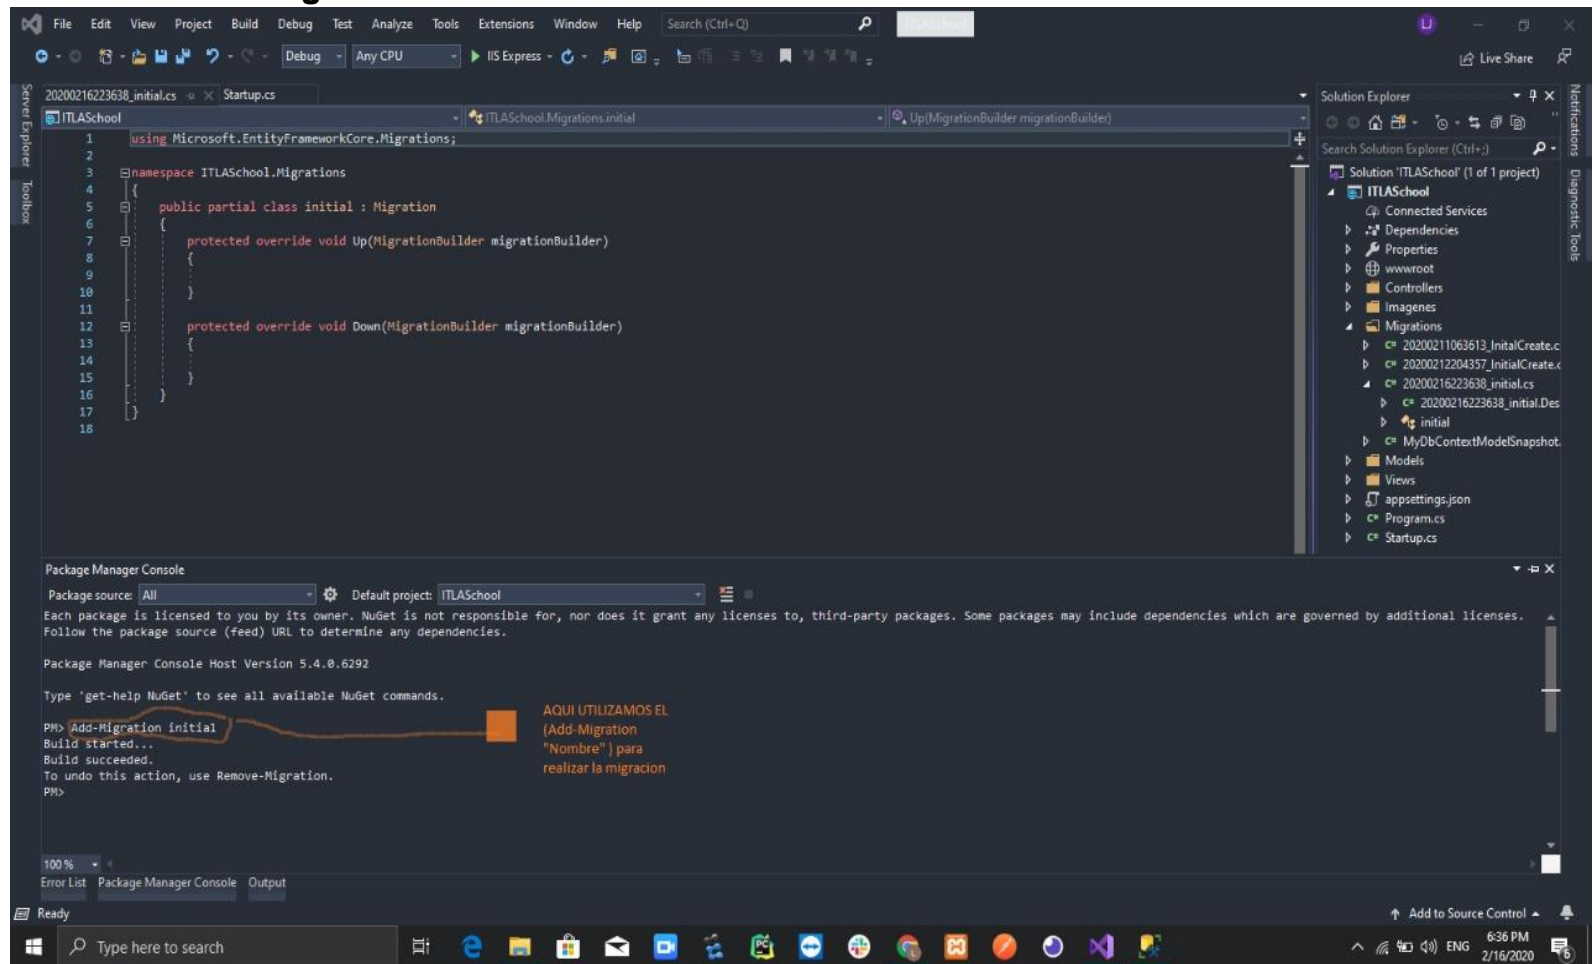 File Edit View Project Build Debug Test Analyze Tools Extensions Window Help Search (Ctrl+Q) ITLASchool
Debug Any CPU IIS Express Live Share
Server Explorer
Toolbox
20200216223638_initial.cs Startup.cs
ITLASchool ITLASchool.Migrations.initial Up(MigrationBuilder migrationBuilder)
1 using Microsoft.EntityFrameworkCore.Migrations;
2
3 namespace ITLASchool.Migrations
4 {
5 public partial class initial : Migration
6 {
7 protected override void Up(MigrationBuilder migrationBuilder)
8 {
9
10 }
11
12 protected override void Down(MigrationBuilder migrationBuilder)
13 {
14
15 }
16 }
17 }
18
Solution Explorer
Search Solution Explorer (Ctrl+;)
Solution 'ITLASchool' (1 of 1 project)
ITLASchool
Connected Services
Dependencies
Properties
wwwroot
Controllers
Imagenes
Migrations
C# 20200211063613_InitalCreate.c
C# 20200212204357_InitialCreate.c
C# 20200216223638_initial.cs
C# 20200216223638_initial.Des
initial
C# MyDbContextModelSnapshot.
Models
Views
appsettings.json
C# Program.cs
C# Startup.cs
Notifications
Diagnostic Tools
Package Manager Console
Package source: All Default project: ITLASchool
Each package is licensed to you by its owner. NuGet is not responsible for, nor does it grant any licenses to, third-party packages. Some packages may include dependencies which are governed by additional licenses.
Follow the package source (feed) URL to determine any dependencies.
Package Manager Console Host Version 5.4.0.6292
Type 'get-help NuGet' to see all available NuGet commands.
PM> Add-Migration initial
Build started...
Build succeeded.
To undo this action, use Remove-Migration.
PM>
AQUI UTILIZAMOS EL
(Add-Migration
"Nombre" ) para
realizar la migracion
100 %
Error List Package Manager Console Output
Ready Add to Source Control
Type here to search ENG 6:36 PM
2/16/2020